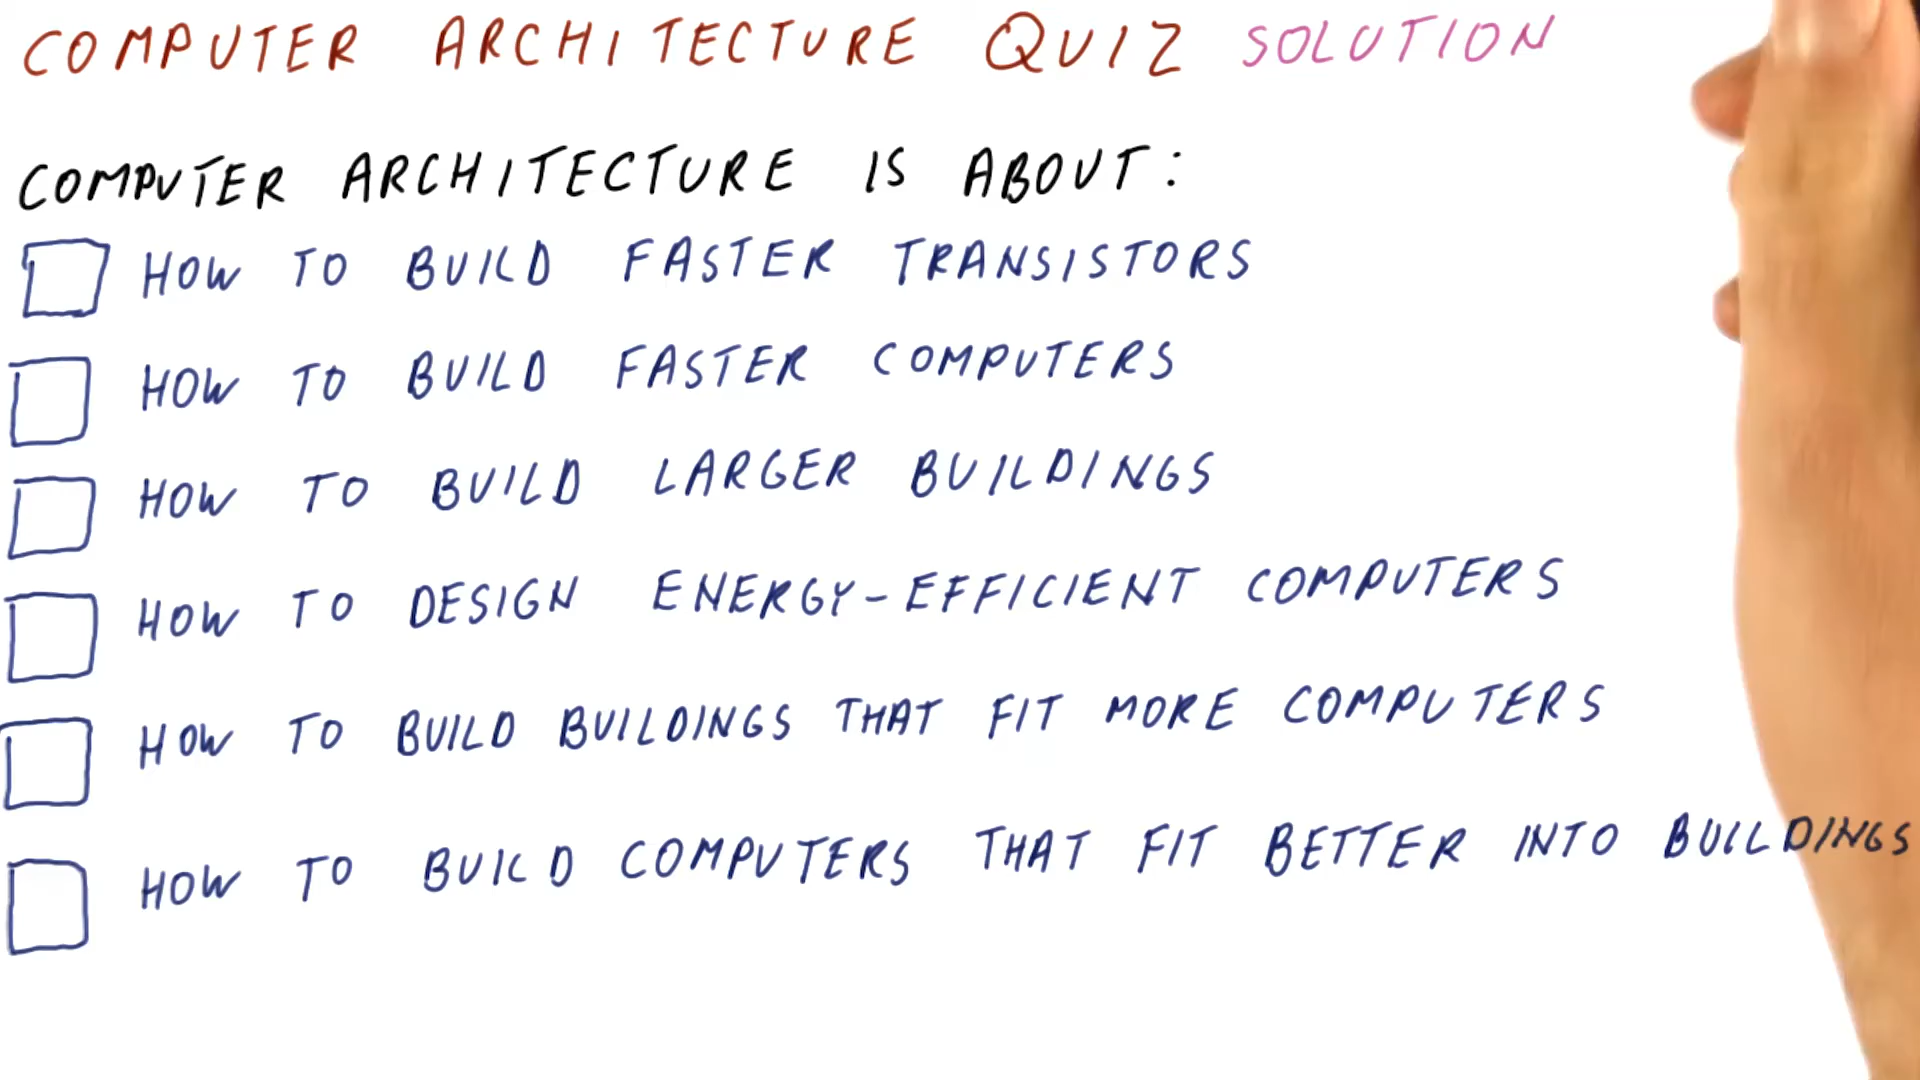 COMPUTER ARCHITECTURE QUIZ SOLUTION
COMPUTER ARCHITECTURE IS ABOUT:
HOW TO BUILD FASTER TRANSISTORS
HOW TO BUILD FASTER COMPUTERS
HOW TO BUILD LARGER BUILDINGS
HOW TO DESIGN ENERGY-EFFICIENT COMPUTERS
HOW TO BUILD BUILDINGS THAT FIT MORE COMPUTERS
HOW TO BUILD COMPUTERS THAT FIT BETTER INTO BUILDINGS